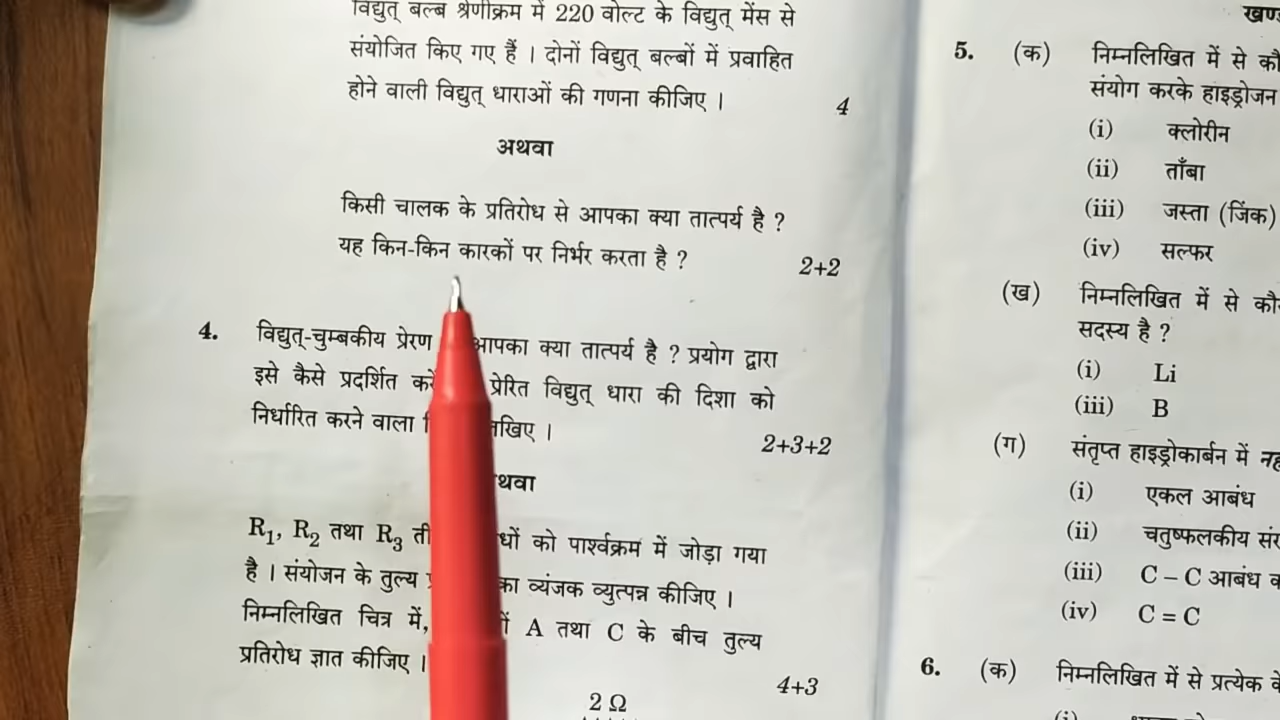 विद्युत् बल्ब श्रेणीक्रम में 220 वोल्ट के विद्युत् मेंस से
संयोजित किए गए हैं । दोनों विद्युत् बल्बों में प्रवाहित
होने वाली विद्युत् धाराओं की गणना कीजिए । 4
अथवा
किसी चालक के प्रतिरोध से आपका क्या तात्पर्य है ?
यह किन-किन कारकों पर निर्भर करता है ? 2+2
4. विद्युत्-चुम्बकीय प्रेरण आपका क्या तात्पर्य है ? प्रयोग द्वारा
इसे कैसे प्रदर्शित प्रेरित विद्युत् धारा की दिशा को
निर्धारित करने वाला । 2+3+2
R1, R2 तथा R3 को पार्श्वक्रम में जोड़ा गया
है । संयोजन के तुल्य का व्यंजक व्युत्पन्न कीजिए ।
निम्नलिखित चित्र में, A तथा C के बीच तुल्य
प्रतिरोध ज्ञात कीजिए । 4+3
2 Ω
5. (क) निम्नलिखित में से
संयोग करके हाइड्रोजन
(i) क्लोरीन
(ii) ताँबा
(iii) जस्ता (जिंक)
(iv) सल्फर
(ख) निम्नलिखित में से
सदस्य है ?
(i) Li
(iii) B
(ग) संतृप्त हाइड्रोकार्बन में
(i) एकल आबंध
(ii) चतुष्फलकीय
(iii) C – C आबंध
(iv) C = C
6. (क) निम्नलिखित में से प्रत्येक